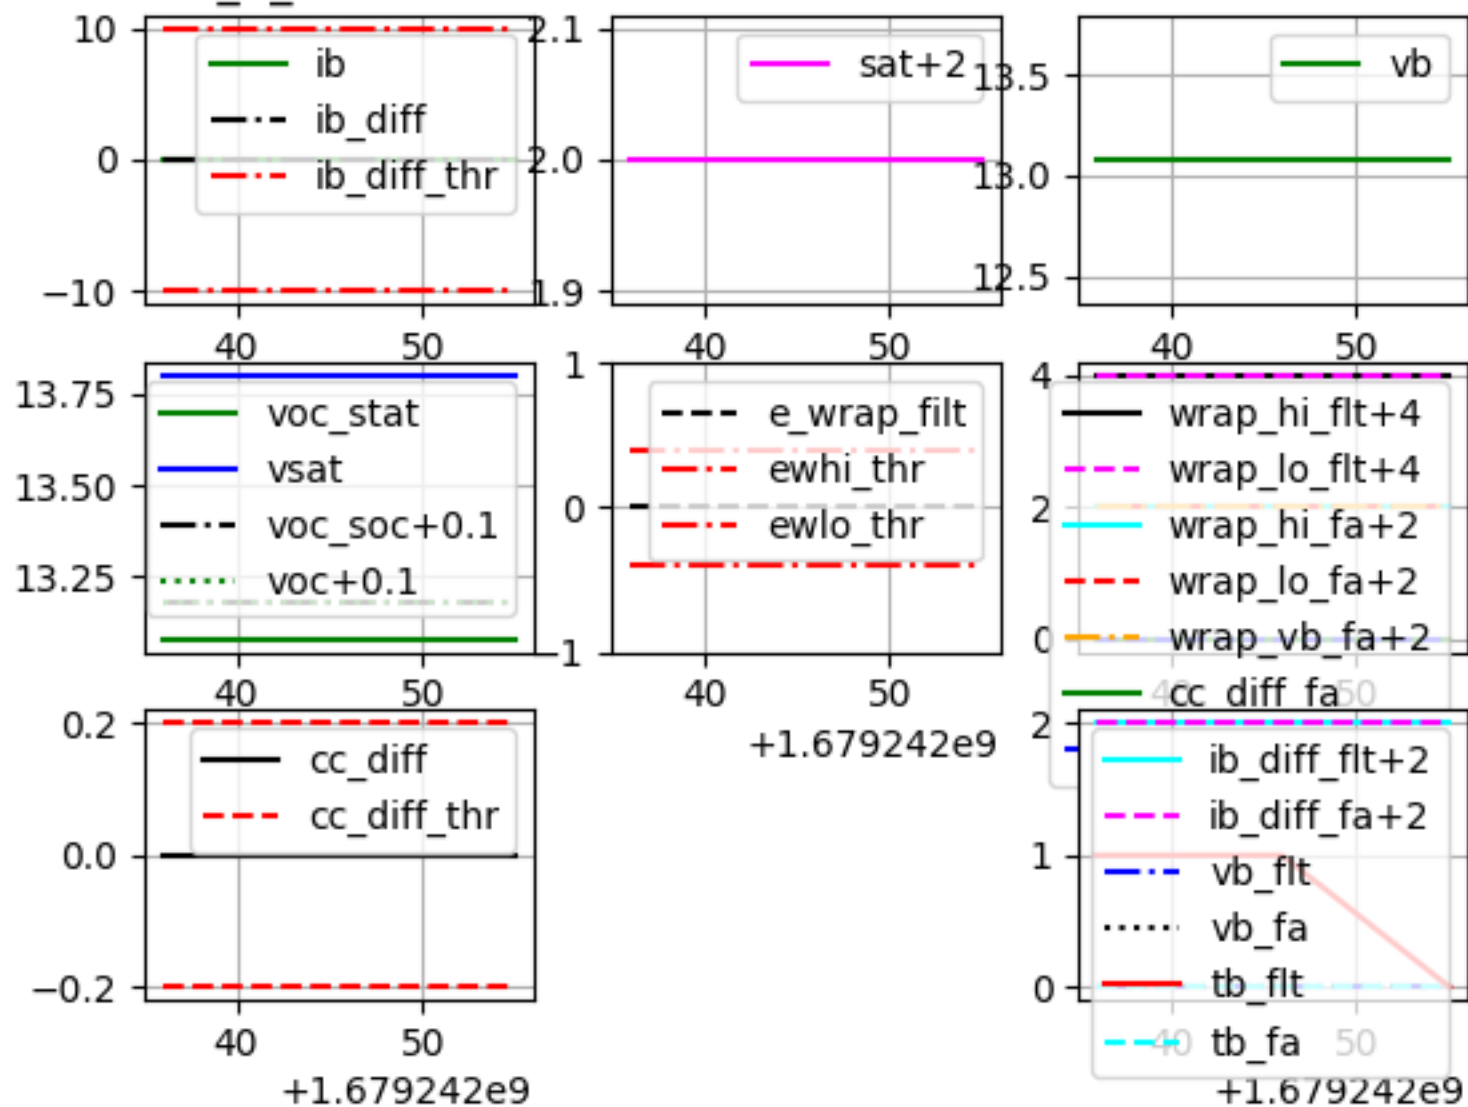 10
0
−10
40
50
ib
ib_diff
ib_diff_thr
2.1
2.0
1.9
40
50
sat+2
13.5
13.0
12.5
40
50
vb
13.75
13.50
13.25
40
50
voc_stat
vsat
voc_soc+0.1
voc+0.1
1
0
−1
40
50
+1.679242e9
e_wrap_filt
ewhi_thr
ewlo_thr
4
2
0
40
50
wrap_hi_flt+4
wrap_lo_flt+4
wrap_hi_fa+2
wrap_lo_fa+2
wrap_vb_fa+2
cc_diff_fa
0.2
0.0
−0.2
40
50
+1.679242e9
cc_diff
cc_diff_thr
2
1
0
40
50
+1.679242e9
ib_diff_flt+2
ib_diff_fa+2
vb_flt
vb_fa
tb_flt
tb_fa